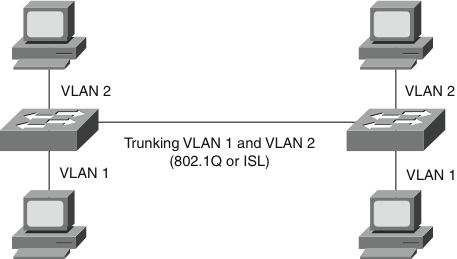 VLAN 2
VLAN 2
Trunking VLAN 1 and VLAN 2
(802.1Q or ISL)
VLAN 1
VLAN 1